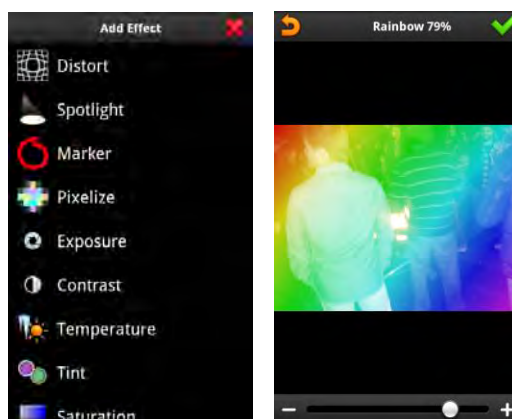 Add Effect
Distort
Spotlight
Marker
Pixelize
Exposure
Contrast
Temperature
Tint
Saturation
Rainbow 79%